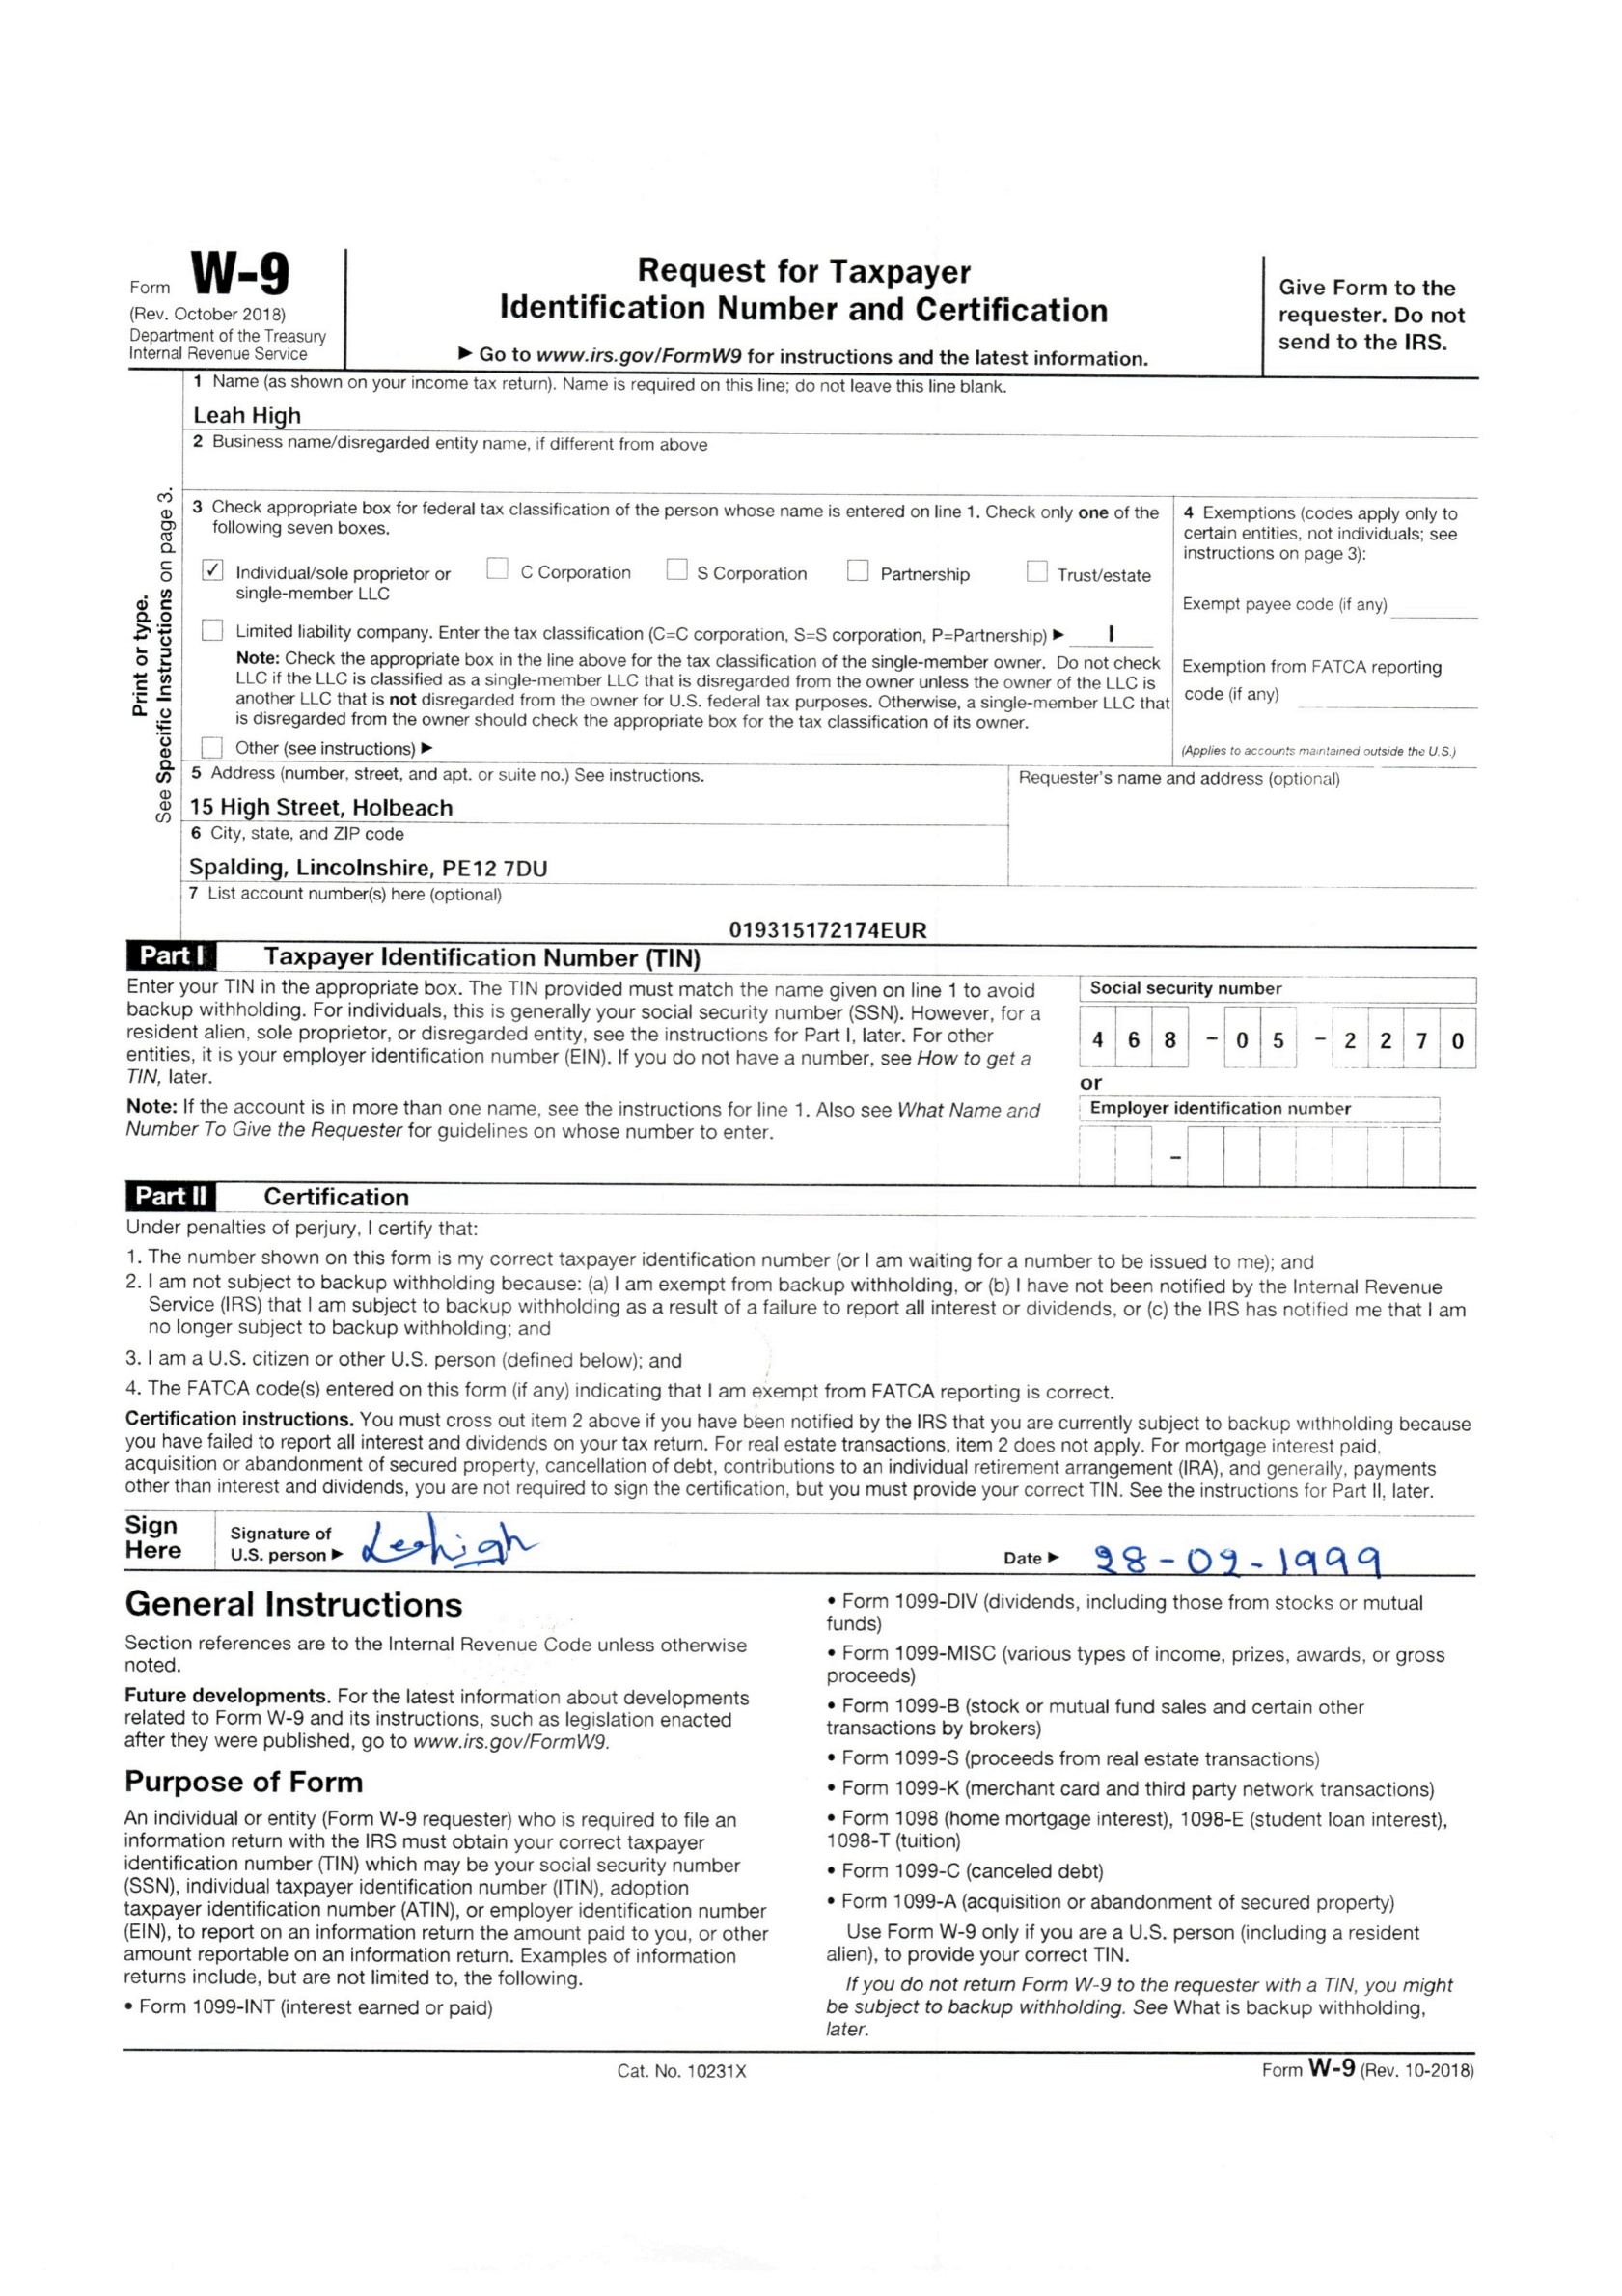 Form W-9
(Rev. October 2018)
Department of the Treasury
Internal Revenue Service
Request for Taxpayer
Identification Number and Certification
▶ Go to www.irs.gov/FormW9 for instructions and the latest information.
Give Form to the
requester. Do not
send to the IRS.
Print or type.
See Specific Instructions on page 3.
1 Name (as shown on your income tax return). Name is required on this line; do not leave this line blank.
Leah High
2 Business name/disregarded entity name, if different from above
3 Check appropriate box for federal tax classification of the person whose name is entered on line 1. Check only one of the
following seven boxes.
✓ Individual/sole proprietor or
single-member LLC
C Corporation
S Corporation
Partnership
Trust/estate
Limited liability company. Enter the tax classification (C=C corporation, S=S corporation, P=Partnership) ▶ I
Note: Check the appropriate box in the line above for the tax classification of the single-member owner. Do not check
LLC if the LLC is classified as a single-member LLC that is disregarded from the owner unless the owner of the LLC is
another LLC that is not disregarded from the owner for U.S. federal tax purposes. Otherwise, a single-member LLC that
is disregarded from the owner should check the appropriate box for the tax classification of its owner.
Other (see instructions) ▶
4 Exemptions (codes apply only to
certain entities, not individuals; see
instructions on page 3):
Exempt payee code (if any)
Exemption from FATCA reporting
code (if any)
(Applies to accounts maintained outside the U.S.)
5 Address (number, street, and apt. or suite no.) See instructions.
15 High Street, Holbeach
6 City, state, and ZIP code
Spalding, Lincolnshire, PE12 7DU
Requester's name and address (optional)
7 List account number(s) here (optional)
019315172174EUR
Part I Taxpayer Identification Number (TIN)
Enter your TIN in the appropriate box. The TIN provided must match the name given on line 1 to avoid
backup withholding. For individuals, this is generally your social security number (SSN). However, for a
resident alien, sole proprietor, or disregarded entity, see the instructions for Part I, later. For other
entities, it is your employer identification number (EIN). If you do not have a number, see How to get a
TIN, later.
Note: If the account is in more than one name, see the instructions for line 1. Also see What Name and
Number To Give the Requester for guidelines on whose number to enter.
Social security number
4 6 8 - 0 5 - 2 2 7 0
or
Employer identification number
-
Part II Certification
Under penalties of perjury, I certify that:
1. The number shown on this form is my correct taxpayer identification number (or I am waiting for a number to be issued to me); and
2. I am not subject to backup withholding because: (a) I am exempt from backup withholding, or (b) I have not been notified by the Internal Revenue
Service (IRS) that I am subject to backup withholding as a result of a failure to report all interest or dividends, or (c) the IRS has notified me that I am
no longer subject to backup withholding; and
3. I am a U.S. citizen or other U.S. person (defined below); and
4. The FATCA code(s) entered on this form (if any) indicating that I am exempt from FATCA reporting is correct.
Certification instructions. You must cross out item 2 above if you have been notified by the IRS that you are currently subject to backup withholding because
you have failed to report all interest and dividends on your tax return. For real estate transactions, item 2 does not apply. For mortgage interest paid,
acquisition or abandonment of secured property, cancellation of debt, contributions to an individual retirement arrangement (IRA), and generally, payments
other than interest and dividends, you are not required to sign the certification, but you must provide your correct TIN. See the instructions for Part II, later.
Sign
Here
Signature of
U.S. person ▶ Leahigh
Date ▶ 28-02-1999
General Instructions
Section references are to the Internal Revenue Code unless otherwise
noted.
Future developments. For the latest information about developments
related to Form W-9 and its instructions, such as legislation enacted
after they were published, go to www.irs.gov/FormW9.
Purpose of Form
An individual or entity (Form W-9 requester) who is required to file an
information return with the IRS must obtain your correct taxpayer
identification number (TIN) which may be your social security number
(SSN), individual taxpayer identification number (ITIN), adoption
taxpayer identification number (ATIN), or employer identification number
(EIN), to report on an information return the amount paid to you, or other
amount reportable on an information return. Examples of information
returns include, but are not limited to, the following.
• Form 1099-INT (interest earned or paid)
• Form 1099-DIV (dividends, including those from stocks or mutual
funds)
• Form 1099-MISC (various types of income, prizes, awards, or gross
proceeds)
• Form 1099-B (stock or mutual fund sales and certain other
transactions by brokers)
• Form 1099-S (proceeds from real estate transactions)
• Form 1099-K (merchant card and third party network transactions)
• Form 1098 (home mortgage interest), 1098-E (student loan interest),
1098-T (tuition)
• Form 1099-C (canceled debt)
• Form 1099-A (acquisition or abandonment of secured property)
Use Form W-9 only if you are a U.S. person (including a resident
alien), to provide your correct TIN.
If you do not return Form W-9 to the requester with a TIN, you might
be subject to backup withholding. See What is backup withholding,
later.
Cat. No. 10231X
Form W-9 (Rev. 10-2018)